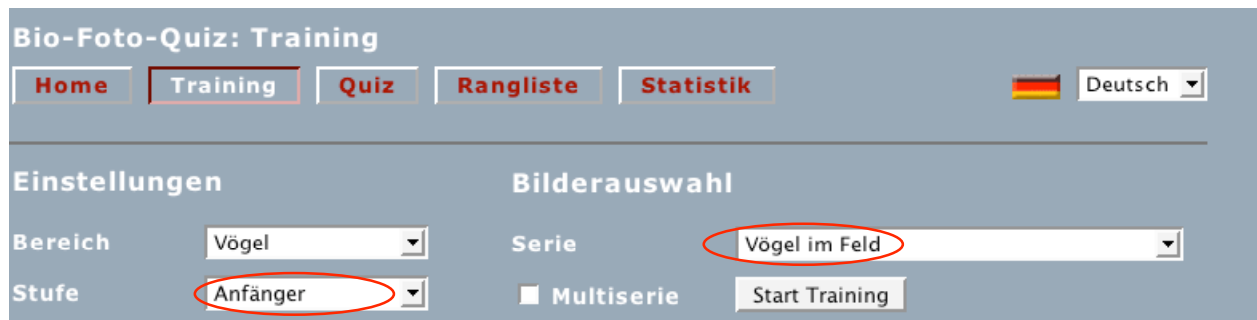 Bio-Foto-Quiz: Training
Home Training Quiz Rangliste Statistik Deutsch
Einstellungen Bilderauswahl
Bereich Vögel Serie Vögel im Feld
Stufe Anfänger Multiserie Start Training